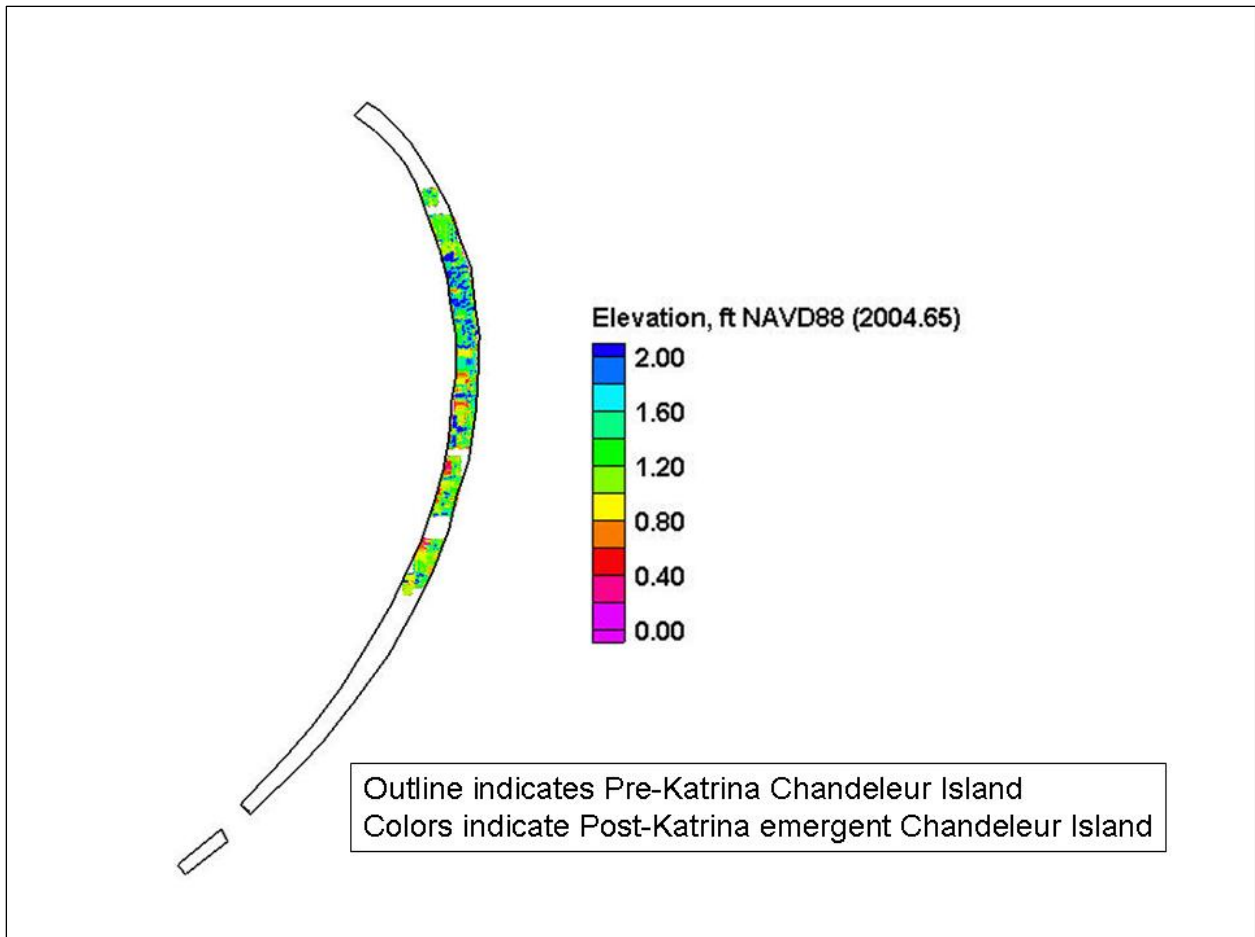 Elevation, ft NAVD88 (2004.65)
2.00
1.60
1.20
0.80
0.40
0.00
Outline indicates Pre-Katrina Chandeleur Island
Colors indicate Post-Katrina emergent Chandeleur Island